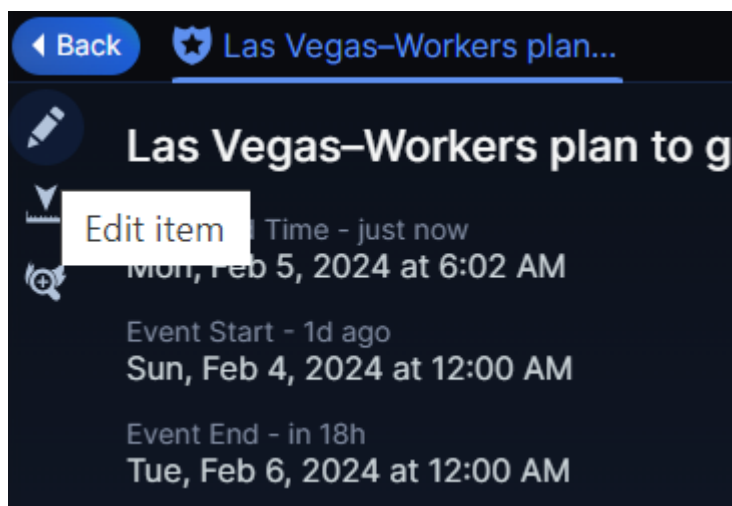 Back
Las Vegas–Workers plan...
Las Vegas–Workers plan to g
Edit item
Time - just now
Mon, Feb 5, 2024 at 6:02 AM
Event Start - 1d ago
Sun, Feb 4, 2024 at 12:00 AM
Event End - in 18h
Tue, Feb 6, 2024 at 12:00 AM